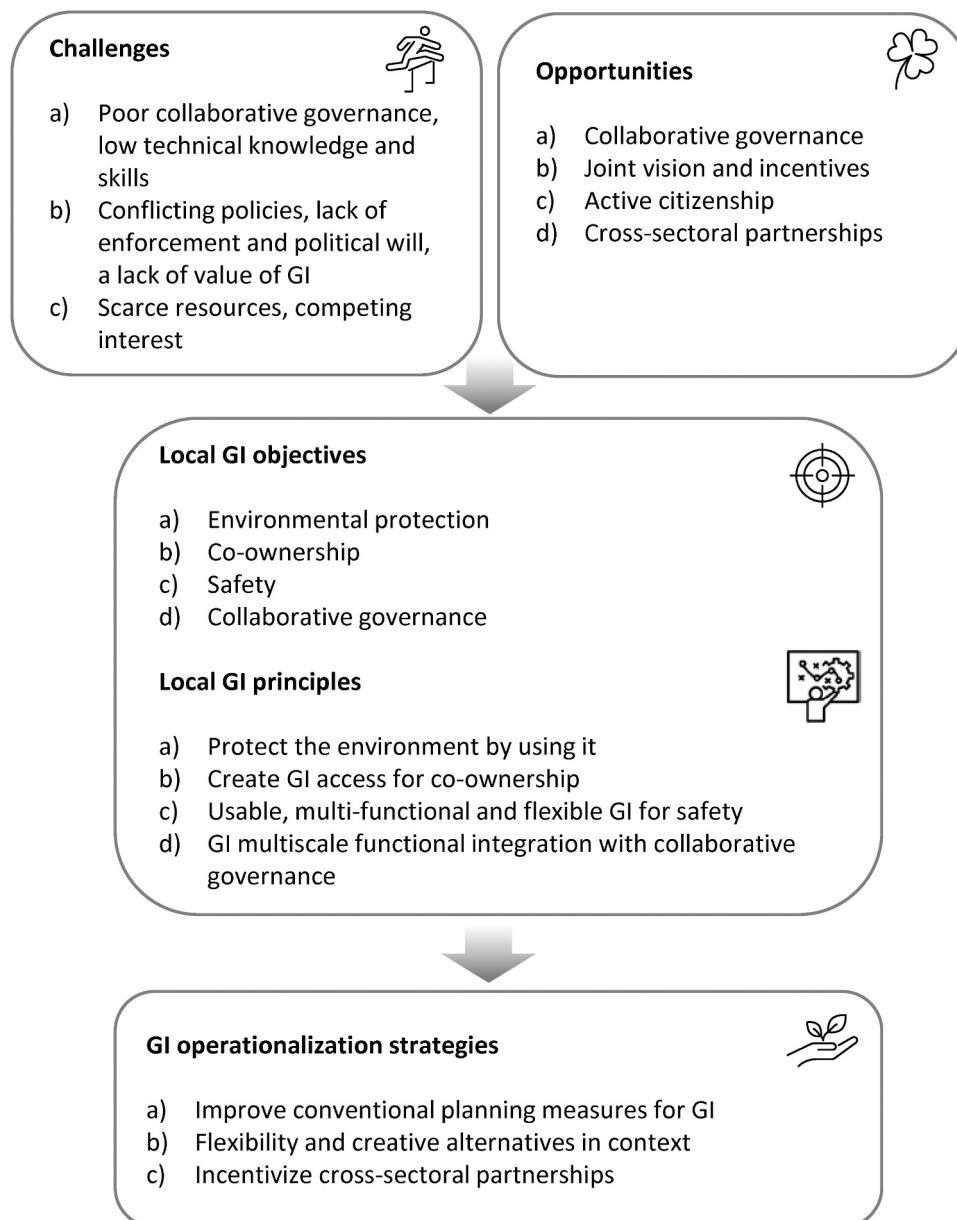 Challenges
a) Poor collaborative governance,
low technical knowledge and
skills
b) Conflicting policies, lack of
enforcement and political will,
a lack of value of GI
c) Scarce resources, competing
interest
Opportunities
a) Collaborative governance
b) Joint vision and incentives
c) Active citizenship
d) Cross-sectoral partnerships
Local GI objectives
a) Environmental protection
b) Co-ownership
c) Safety
d) Collaborative governance
Local GI principles
a) Protect the environment by using it
b) Create GI access for co-ownership
c) Usable, multi-functional and flexible GI for safety
d) GI multiscale functional integration with collaborative
governance
GI operationalization strategies
a) Improve conventional planning measures for GI
b) Flexibility and creative alternatives in context
c) Incentivize cross-sectoral partnerships